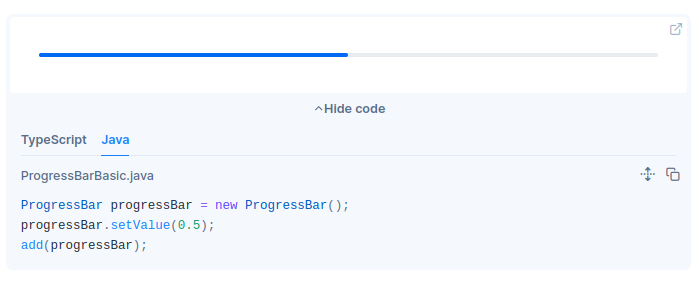 Hide code
TypeScript Java
ProgressBarBasic.java
ProgressBar progressBar = new ProgressBar();
progressBar.setValue(0.5);
add(progressBar);